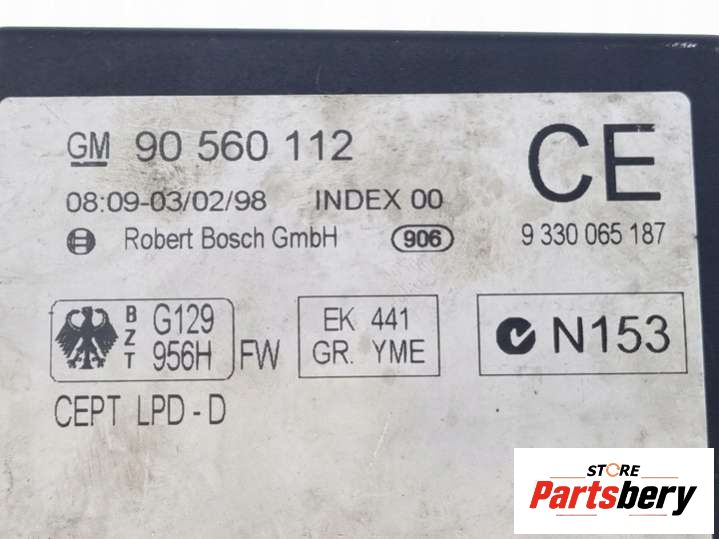 GM 90 560 112
CE
08:09-03/02/98 INDEX 00
Robert Bosch GmbH 906
9 330 065 187
BZT G129
956H FW
EK 441
GR. YME
N153
CEPT LPD-D
STORE
Partsbery